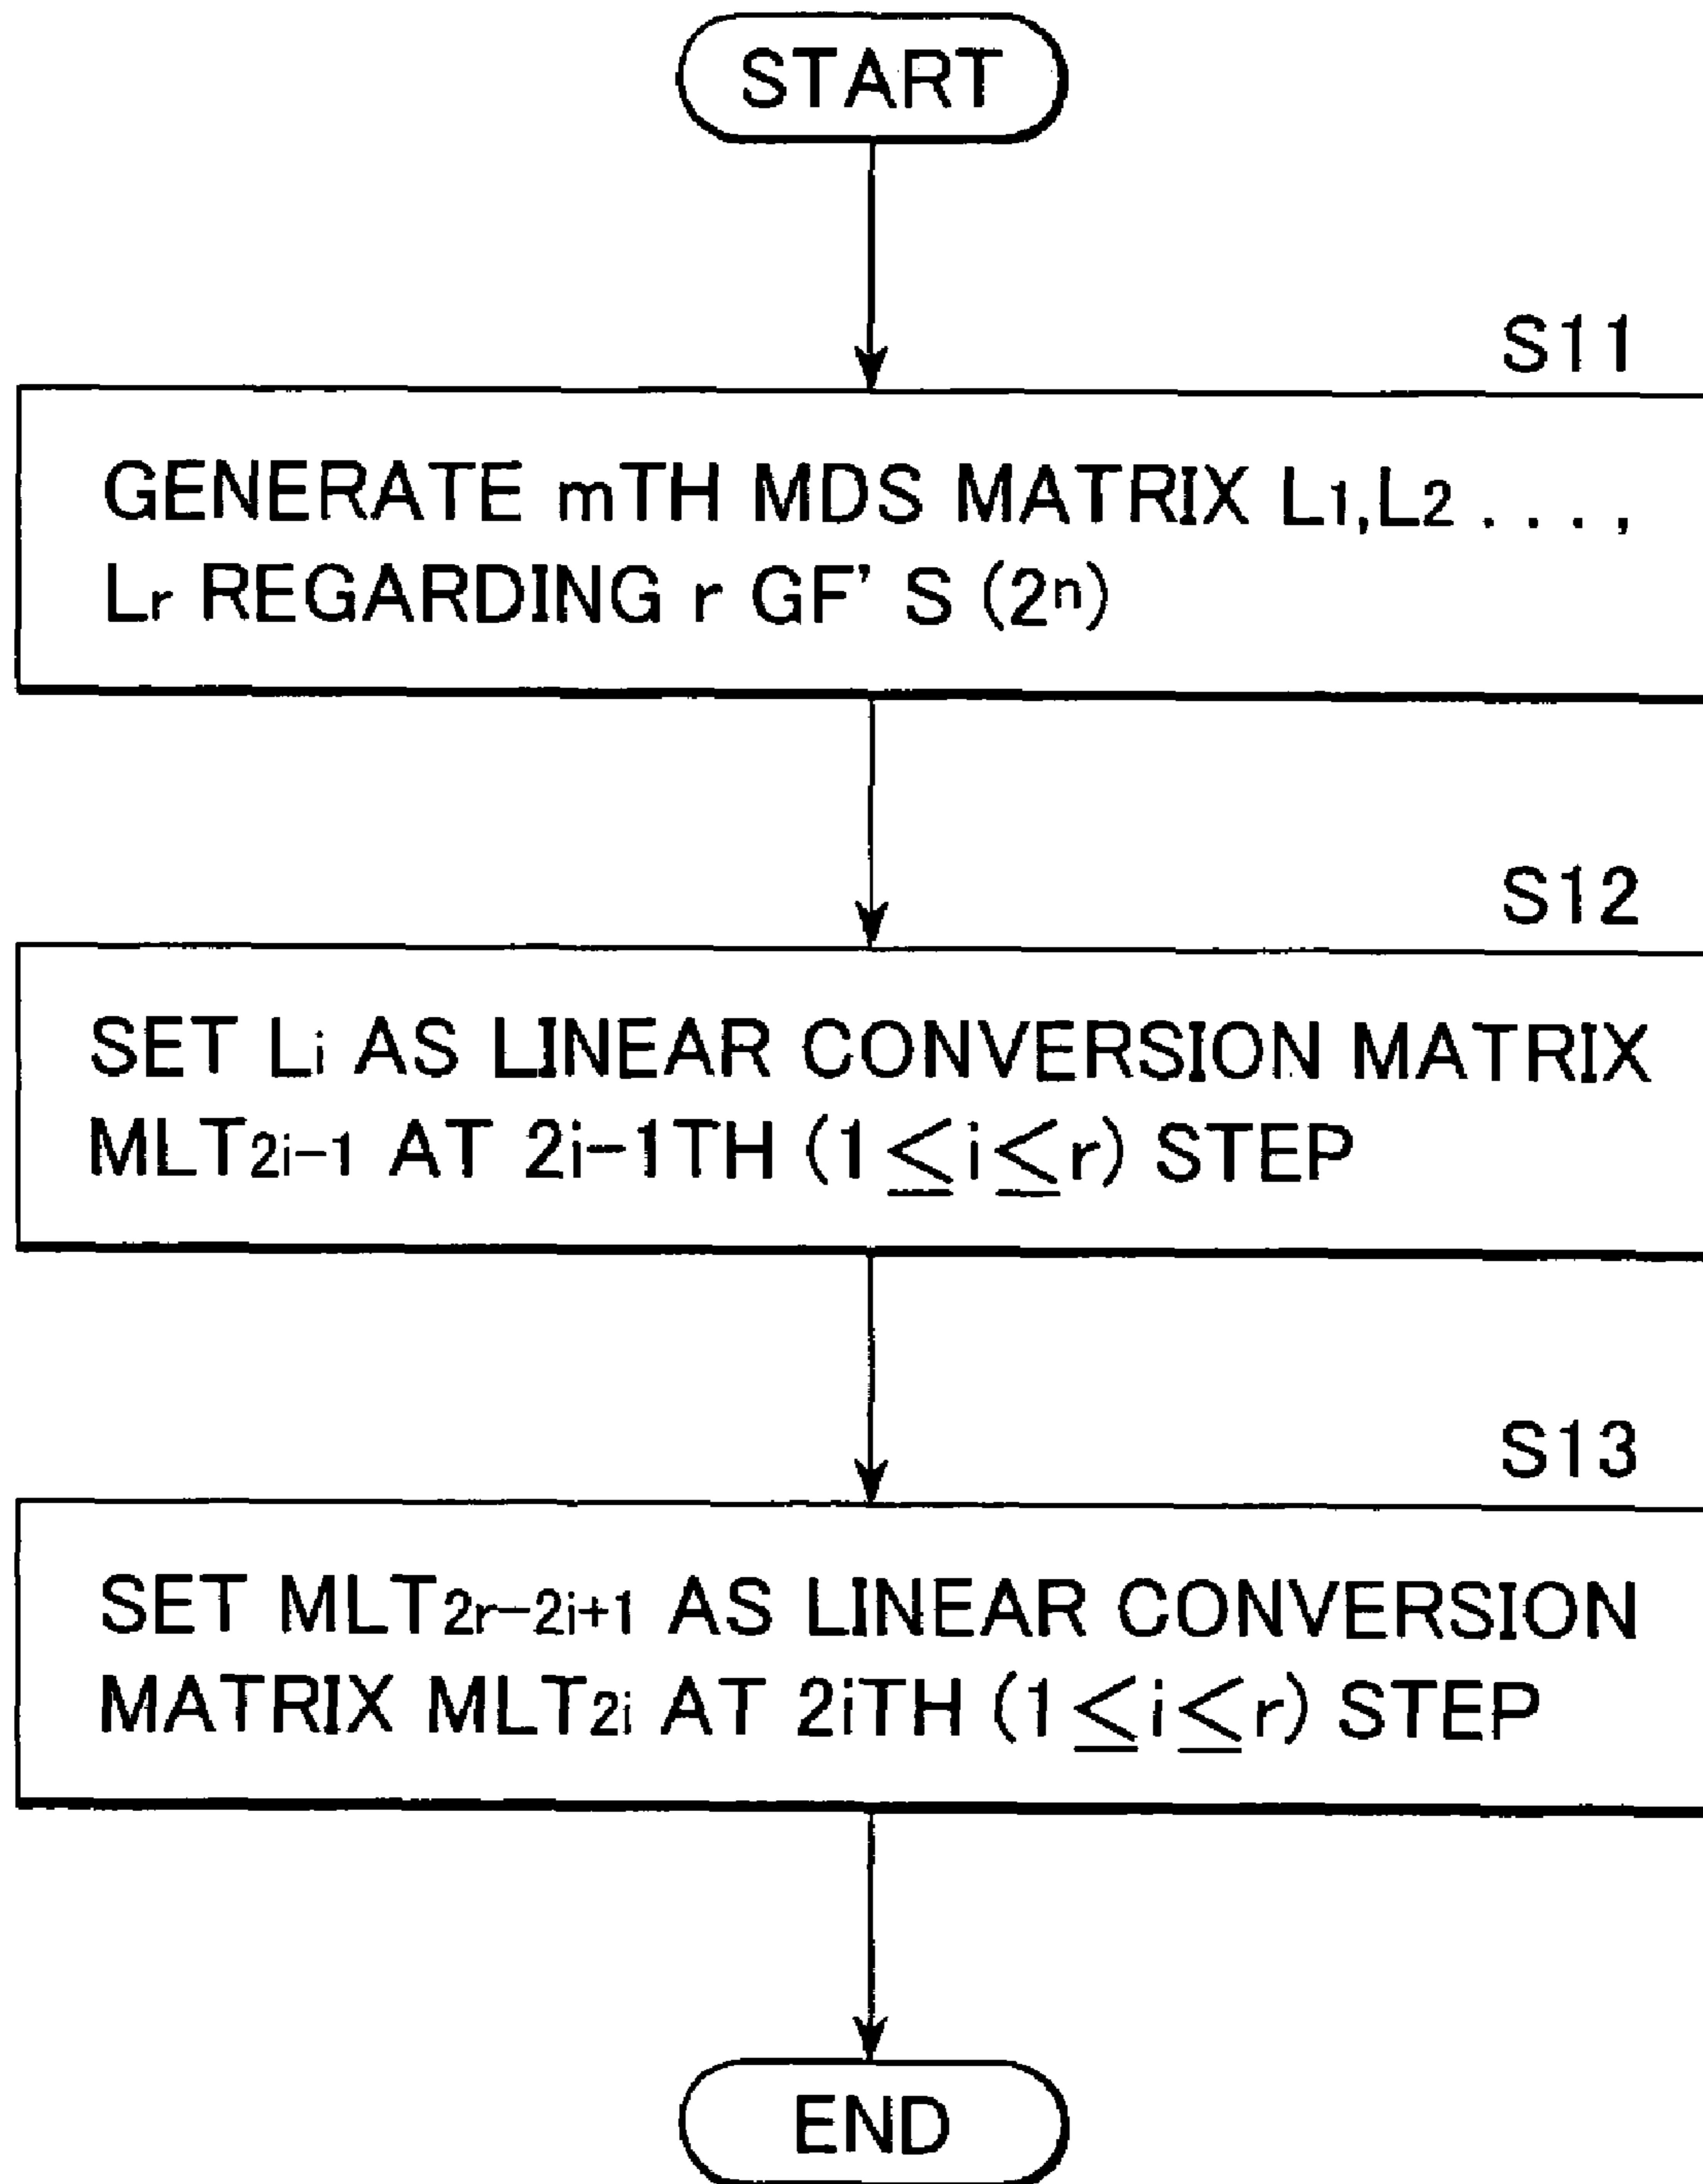 START
S11
GENERATE mTH MDS MATRIX L₁,L₂ . . . ,
Lᵣ REGARDING r GF' S (2ⁿ)
S12
SET Lᵢ AS LINEAR CONVERSION MATRIX
MLT₂ᵢ₋₁ AT 2i-1TH (1≦i≦r) STEP
S13
SET MLT₂ᵣ₋₂ᵢ₊₁ AS LINEAR CONVERSION
MATRIX MLT₂ᵢ AT 2iTH (1≦i≦r) STEP
END